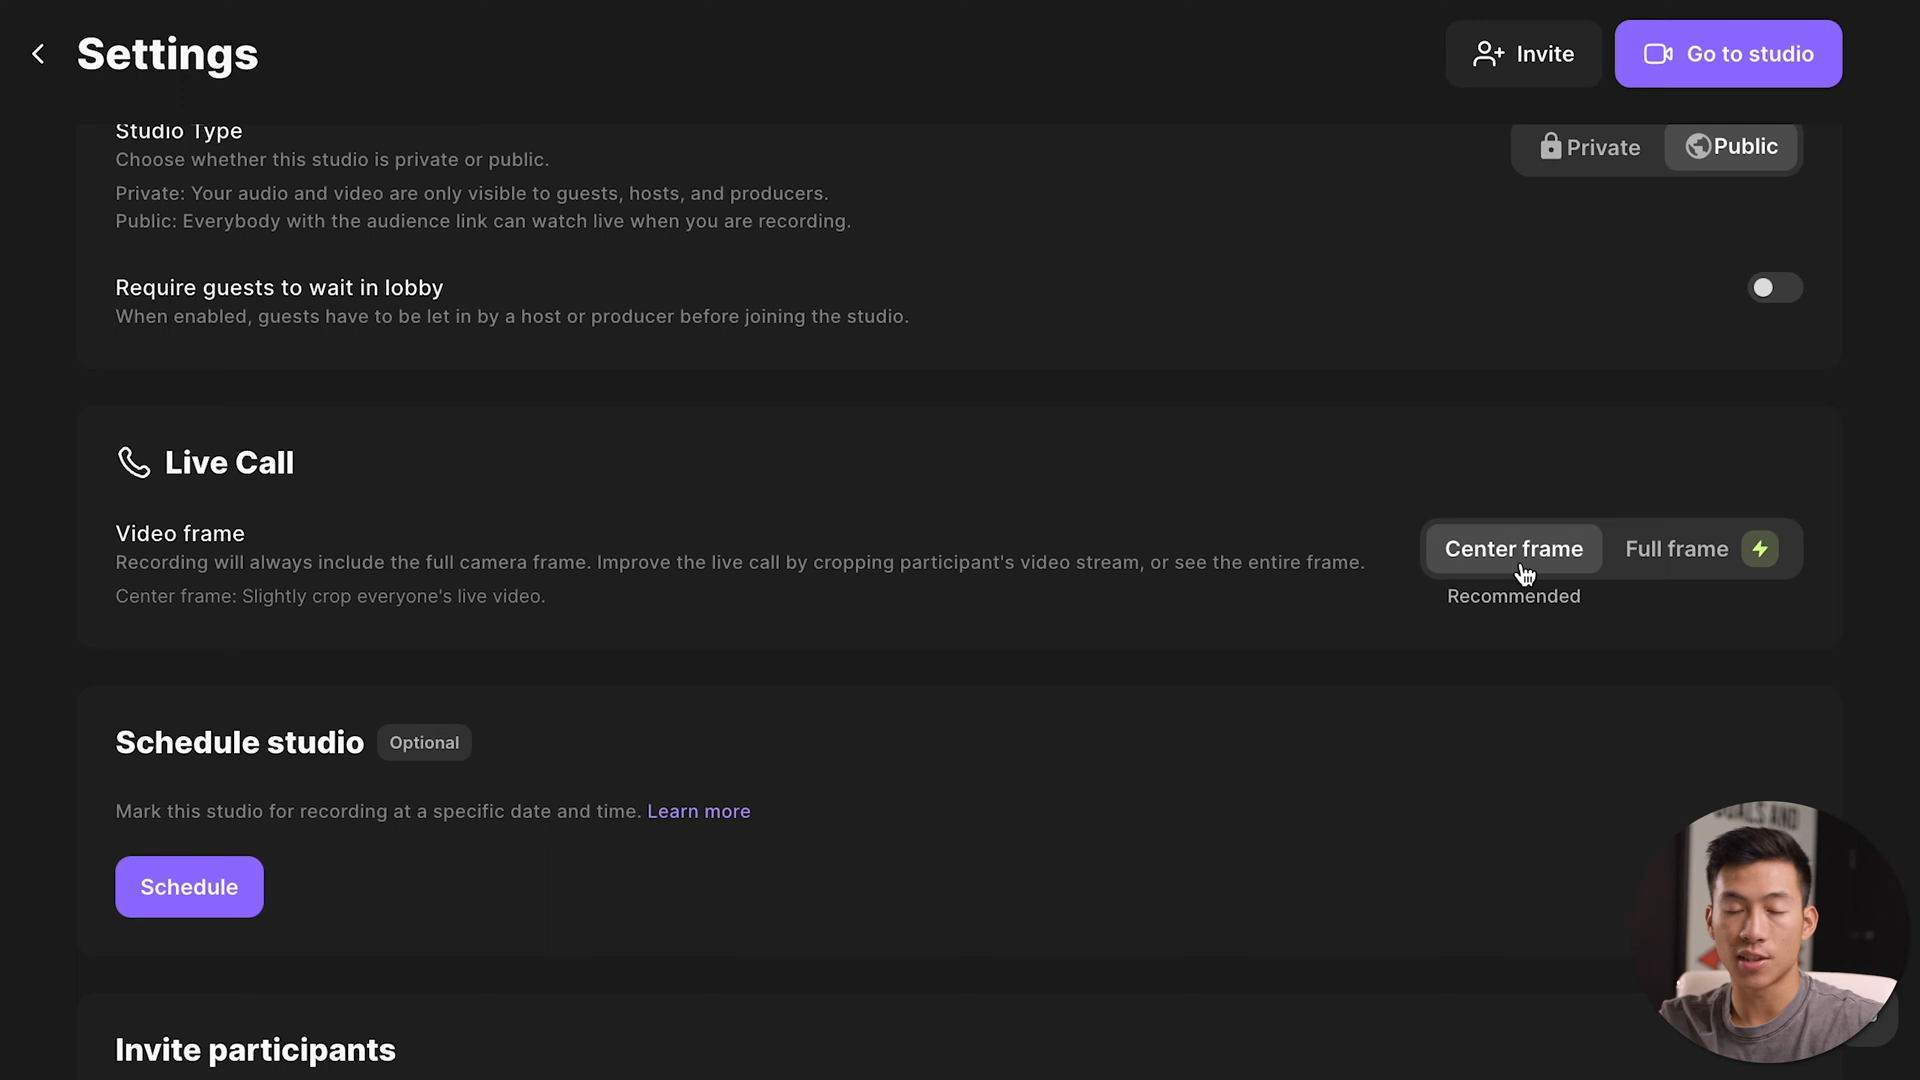 Settings
Invite
Go to studio
Studio Type
Choose whether this studio is private or public.
Private
Public
Private: Your audio and video are only visible to guests, hosts, and producers.
Public: Everybody with the audience link can watch live when you are recording.
Require guests to wait in lobby
When enabled, guests have to be let in by a host or producer before joining the studio.
Live Call
Video frame
Recording will always include the full camera frame. Improve the live call by cropping participant's video stream, or see the entire frame.
Center frame: Slightly crop everyone's live video.
Center frame
Full frame
Recommended
Schedule studio
Optional
Mark this studio for recording at a specific date and time. Learn more
Schedule
Invite participants